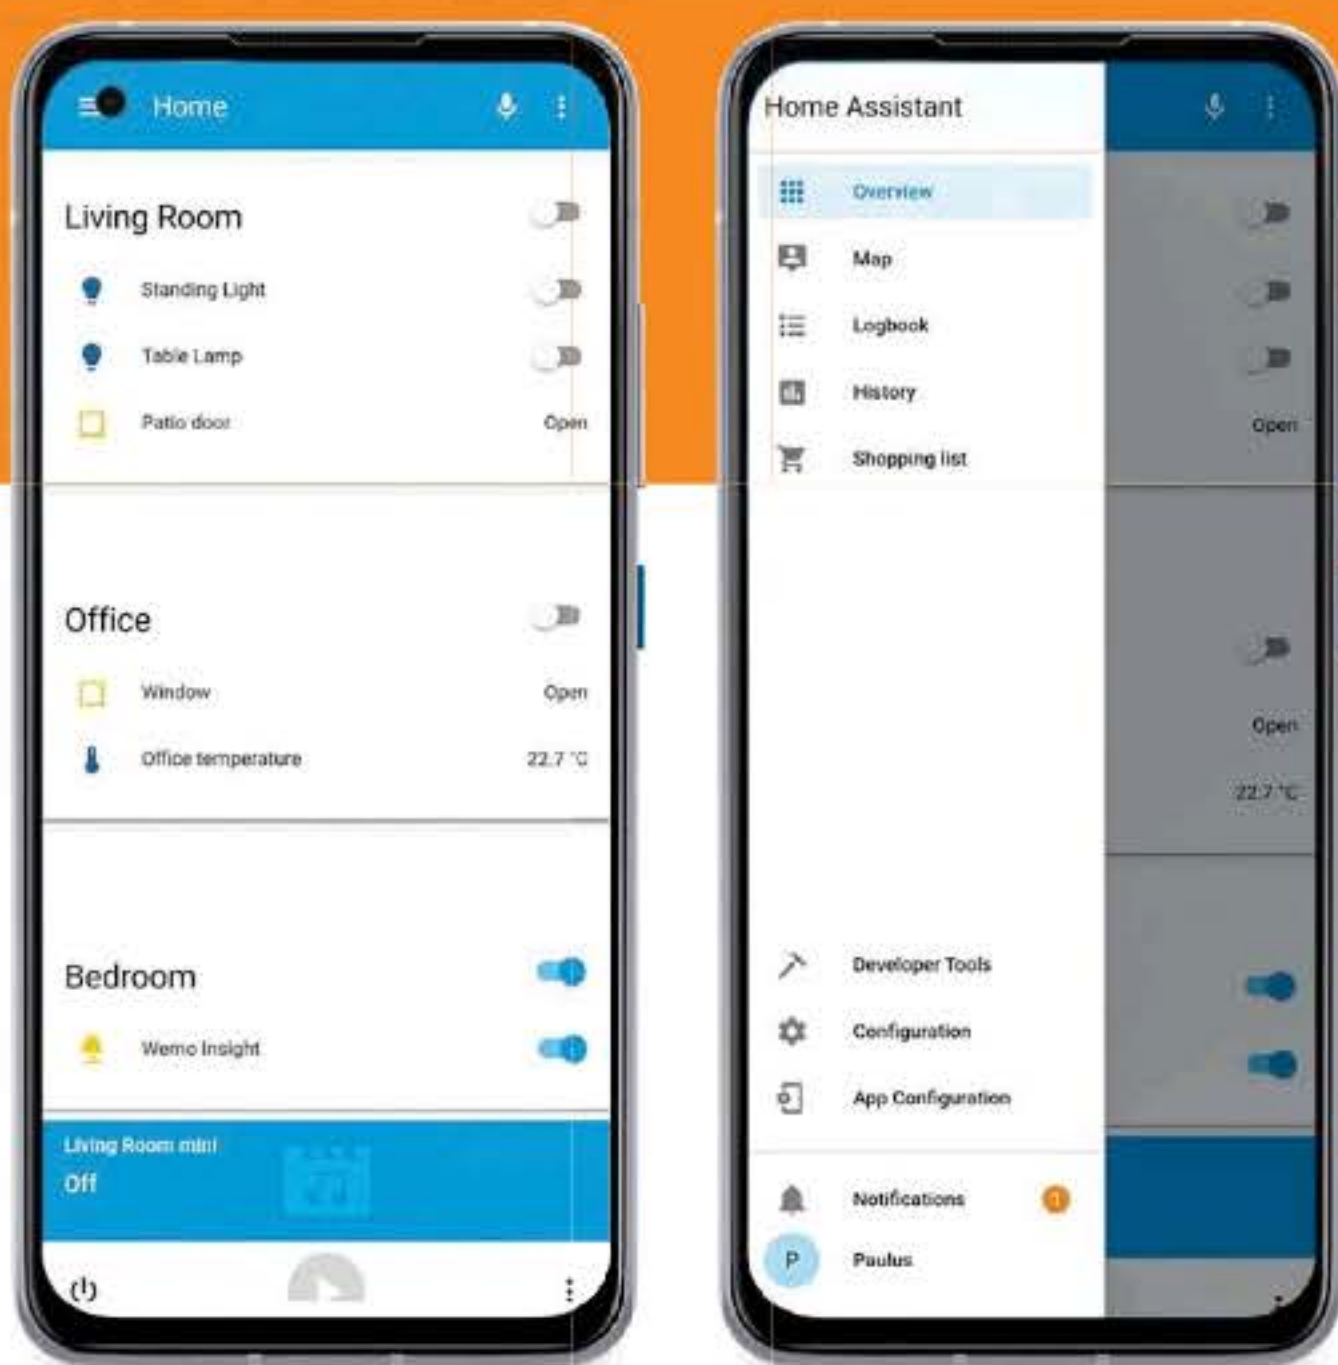 Home
Living Room
Standing Light
Table Lamp
Patio door Open
Office
Window Open
Office temperature 22.7 °C
Bedroom
Wemo Insight
Living Room mini
Off
Home Assistant
Overview
Map
Logbook
History
Shopping list
Developer Tools
Configuration
App Configuration
Notifications 1
P Paulus
Open
Open
22.7 °C